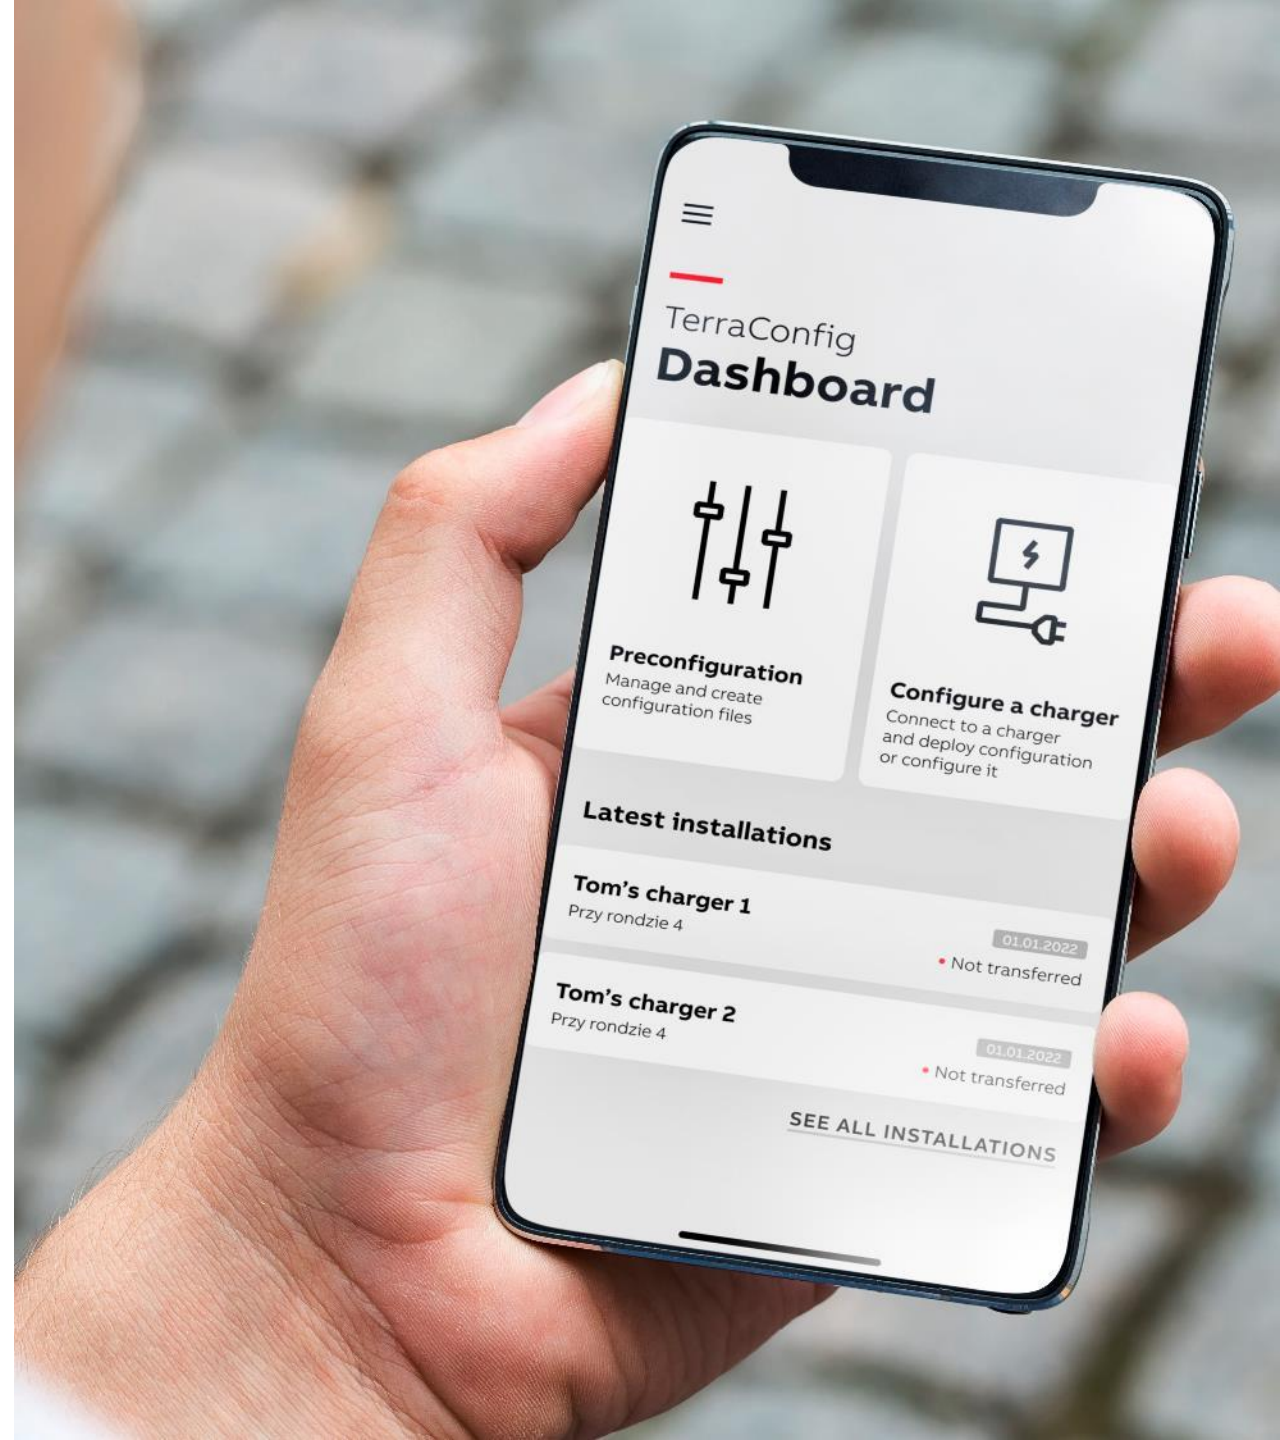 TerraConfig
Dashboard
Preconfiguration
Manage and create
configuration files
Configure a charger
Connect to a charger
and deploy configuration
or configure it
Latest installations
Tom's charger 1
Przy rondzie 4
01.01.2022
• Not transferred
Tom's charger 2
Przy rondzie 4
01.01.2022
• Not transferred
SEE ALL INSTALLATIONS